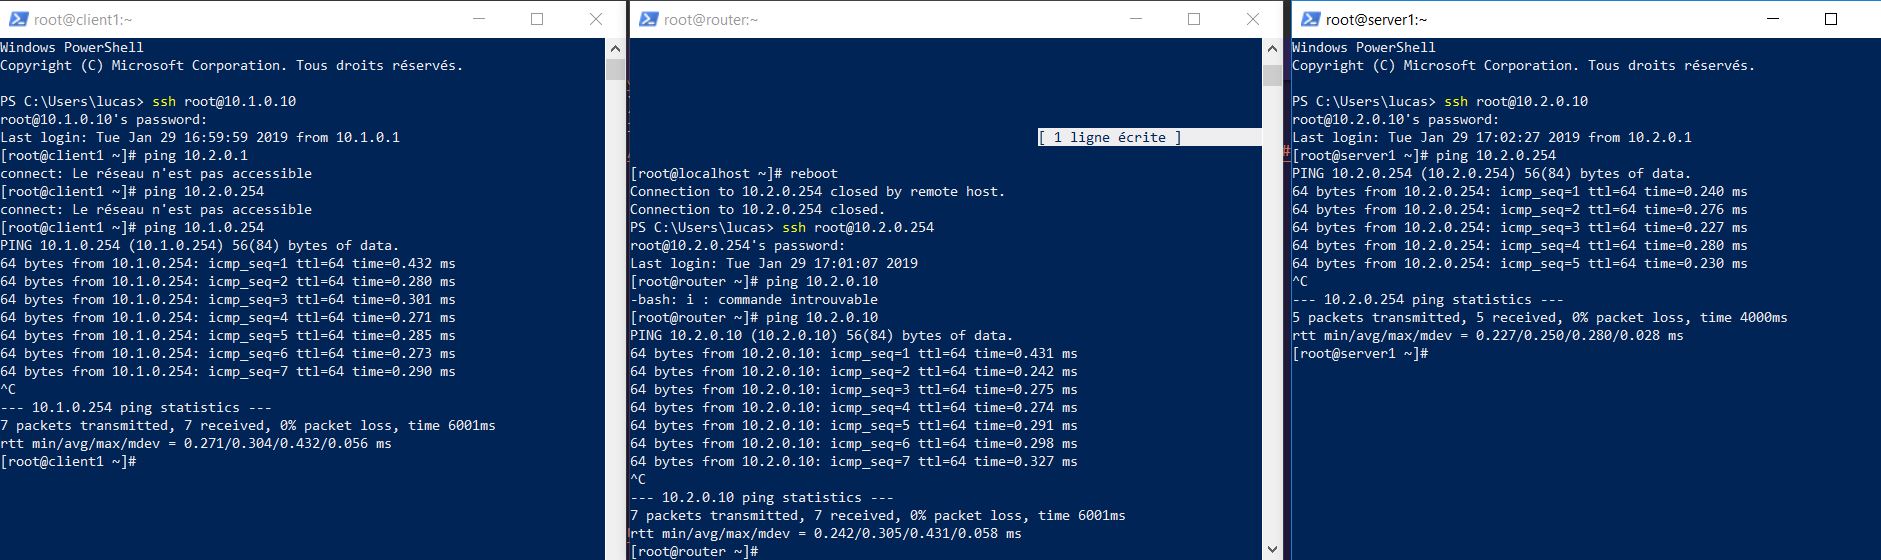 root@client1:~
Windows PowerShell
Copyright (C) Microsoft Corporation. Tous droits réservés.
PS C:\Users\lucas> ssh root@10.1.0.10
root@10.1.0.10's password:
Last login: Tue Jan 29 16:59:59 2019 from 10.1.0.1
[root@client1 ~]# ping 10.2.0.1
connect: Le réseau n'est pas accessible
[root@client1 ~]# ping 10.2.0.254
connect: Le réseau n'est pas accessible
[root@client1 ~]# ping 10.1.0.254
PING 10.1.0.254 (10.1.0.254) 56(84) bytes of data.
64 bytes from 10.1.0.254: icmp_seq=1 ttl=64 time=0.432 ms
64 bytes from 10.1.0.254: icmp_seq=2 ttl=64 time=0.280 ms
64 bytes from 10.1.0.254: icmp_seq=3 ttl=64 time=0.301 ms
64 bytes from 10.1.0.254: icmp_seq=4 ttl=64 time=0.271 ms
64 bytes from 10.1.0.254: icmp_seq=5 ttl=64 time=0.285 ms
64 bytes from 10.1.0.254: icmp_seq=6 ttl=64 time=0.273 ms
64 bytes from 10.1.0.254: icmp_seq=7 ttl=64 time=0.290 ms
^C
--- 10.1.0.254 ping statistics ---
7 packets transmitted, 7 received, 0% packet loss, time 6001ms
rtt min/avg/max/mdev = 0.271/0.304/0.432/0.056 ms
[root@client1 ~]#
root@router:~
[ 1 ligne écrite ]
[root@localhost ~]# reboot
Connection to 10.2.0.254 closed by remote host.
Connection to 10.2.0.254 closed.
PS C:\Users\lucas> ssh root@10.2.0.254
root@10.2.0.254's password:
Last login: Tue Jan 29 17:01:07 2019
[root@router ~]# ping 10.2.0.10
-bash: i : commande introuvable
[root@router ~]# ping 10.2.0.10
PING 10.2.0.10 (10.2.0.10) 56(84) bytes of data.
64 bytes from 10.2.0.10: icmp_seq=1 ttl=64 time=0.431 ms
64 bytes from 10.2.0.10: icmp_seq=2 ttl=64 time=0.242 ms
64 bytes from 10.2.0.10: icmp_seq=3 ttl=64 time=0.275 ms
64 bytes from 10.2.0.10: icmp_seq=4 ttl=64 time=0.274 ms
64 bytes from 10.2.0.10: icmp_seq=5 ttl=64 time=0.291 ms
64 bytes from 10.2.0.10: icmp_seq=6 ttl=64 time=0.298 ms
64 bytes from 10.2.0.10: icmp_seq=7 ttl=64 time=0.327 ms
^C
--- 10.2.0.10 ping statistics ---
7 packets transmitted, 7 received, 0% packet loss, time 6001ms
rtt min/avg/max/mdev = 0.242/0.305/0.431/0.058 ms
[root@router ~]#
root@server1:~
Windows PowerShell
Copyright (C) Microsoft Corporation. Tous droits réservés.
PS C:\Users\lucas> ssh root@10.2.0.10
root@10.2.0.10's password:
Last login: Tue Jan 29 17:02:27 2019 from 10.2.0.1
[root@server1 ~]# ping 10.2.0.254
PING 10.2.0.254 (10.2.0.254) 56(84) bytes of data.
64 bytes from 10.2.0.254: icmp_seq=1 ttl=64 time=0.240 ms
64 bytes from 10.2.0.254: icmp_seq=2 ttl=64 time=0.276 ms
64 bytes from 10.2.0.254: icmp_seq=3 ttl=64 time=0.227 ms
64 bytes from 10.2.0.254: icmp_seq=4 ttl=64 time=0.280 ms
64 bytes from 10.2.0.254: icmp_seq=5 ttl=64 time=0.230 ms
^C
--- 10.2.0.254 ping statistics ---
5 packets transmitted, 5 received, 0% packet loss, time 4000ms
rtt min/avg/max/mdev = 0.227/0.250/0.280/0.028 ms
[root@server1 ~]#